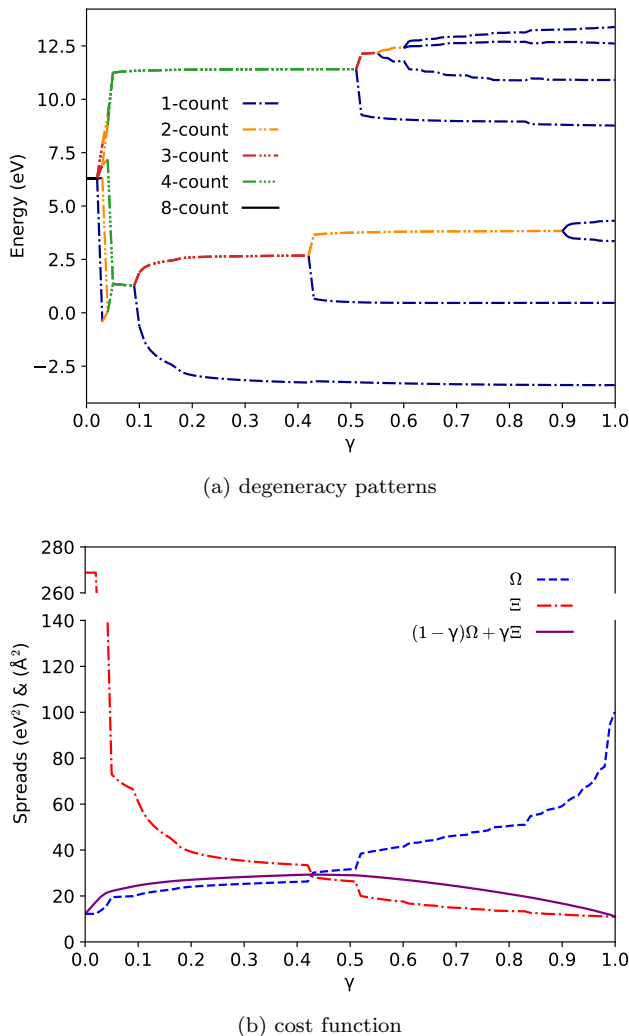 12.5
10.0
7.5
5.0
2.5
0.0
−2.5
Energy (eV)
1-count
2-count
3-count
4-count
8-count
0.0 0.1 0.2 0.3 0.4 0.5 0.6 0.7 0.8 0.9 1.0
γ
(a) degeneracy patterns
280
260
140
120
100
80
60
40
20
0
Spreads (eV²) & (Å²)
Ω
Ξ
(1 − γ)Ω + γΞ
0.0 0.1 0.2 0.3 0.4 0.5 0.6 0.7 0.8 0.9 1.0
γ
(b) cost function